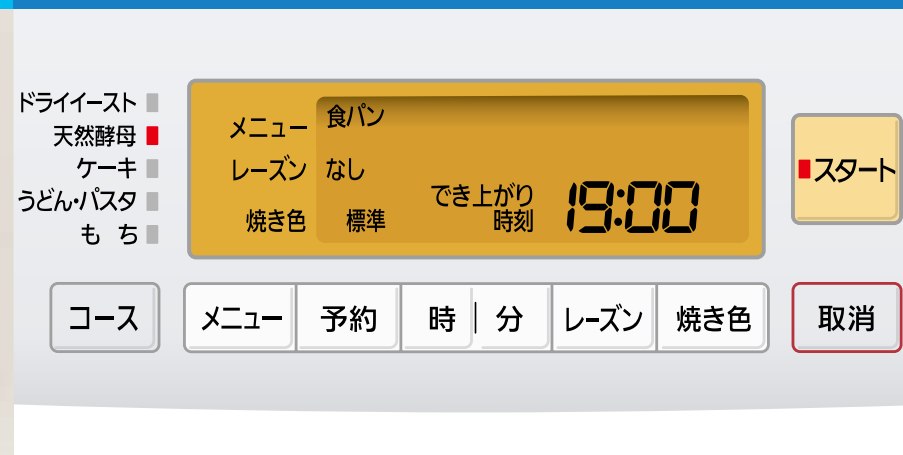 ドライイースト
天然酵母
ケーキ
うどん・パスタ
もち
メニュー 食パン
レーズン なし
焼き色 標準
でき上がり
時刻
19:00
スタート
コース
メニュー
予約
時
分
レーズン
焼き色
取消